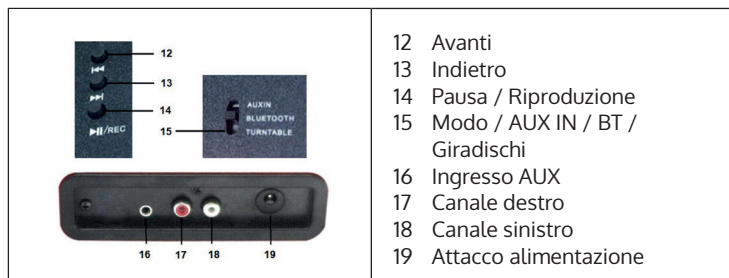 12
13
14
/REC
15
AUXIN
BLUETOOTH
TURNTABLE
16
17
18
19
12 Avanti
13 Indietro
14 Pausa / Riproduzione
15 Modo / AUX IN / BT /
Giradischi
16 Ingresso AUX
17 Canale destro
18 Canale sinistro
19 Attacco alimentazione